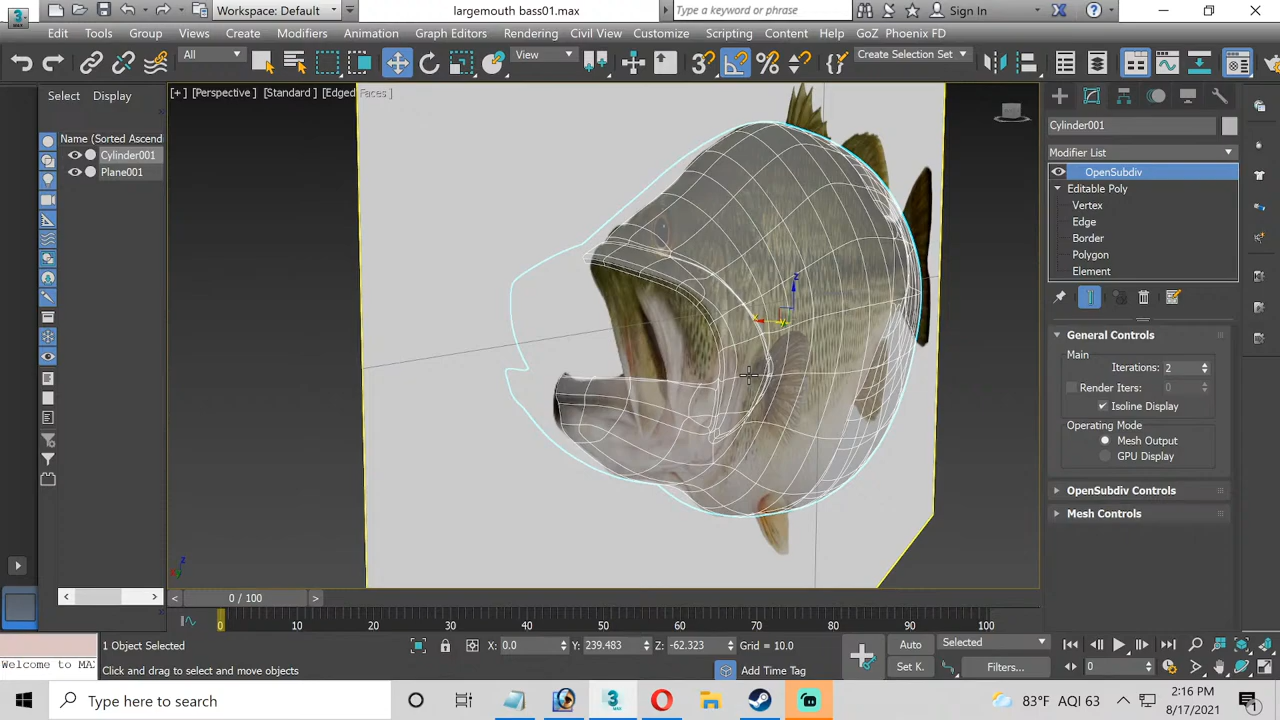 Workspace: Default
largemouth bass01.max
Type a keyword or phrase
Sign In
Edit Tools Group Views Create Modifiers Animation Graph Editors Rendering Civil View Customize Scripting Content Help GoZ Phoenix FD
All
View
Create Selection Set
Select Display
[+] [Perspective] [Standard] [Edged Faces]
Name (Sorted Ascend
Cylinder001
Plane001
Cylinder001
Modifier List
OpenSubdiv
Editable Poly
Vertex
Edge
Border
Polygon
Element
General Controls
Main
Iterations: 2
Render Iters: 0
Isoline Display
Operating Mode
Mesh Output
GPU Display
OpenSubdiv Controls
Mesh Controls
z
x
y
z
0 / 100
0 10 20 30 40 50 60 70 80 90 100
1 Object Selected
X: 0.0 Y: 239.483 Z: -62.323 Grid = 10.0
Auto Selected
Welcome to MA
Click and drag to select and move objects
Add Time Tag
Set K. Filters... 0
Type here to search
83°F AQI 63
2:16 PM
8/17/2021
1